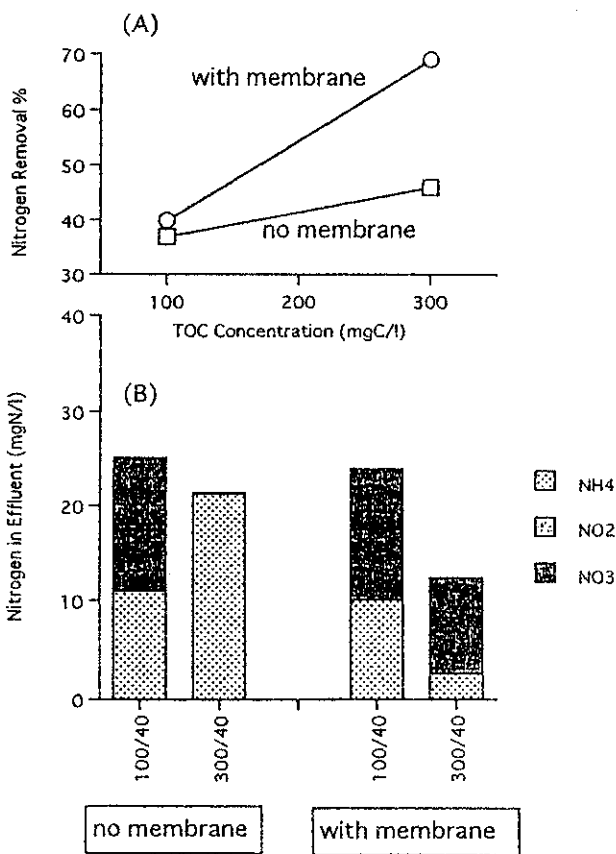 (A)
Nitrogen Removal %
70
60
50
40
30
with membrane
no membrane
100
200
300
TOC Concentration (mgC/l)
(B)
Nitrogen in Effluent (mgN/l)
40
30
20
10
0
NH4
NO2
NO3
100/40
300/40
100/40
300/40
no membrane
with membrane